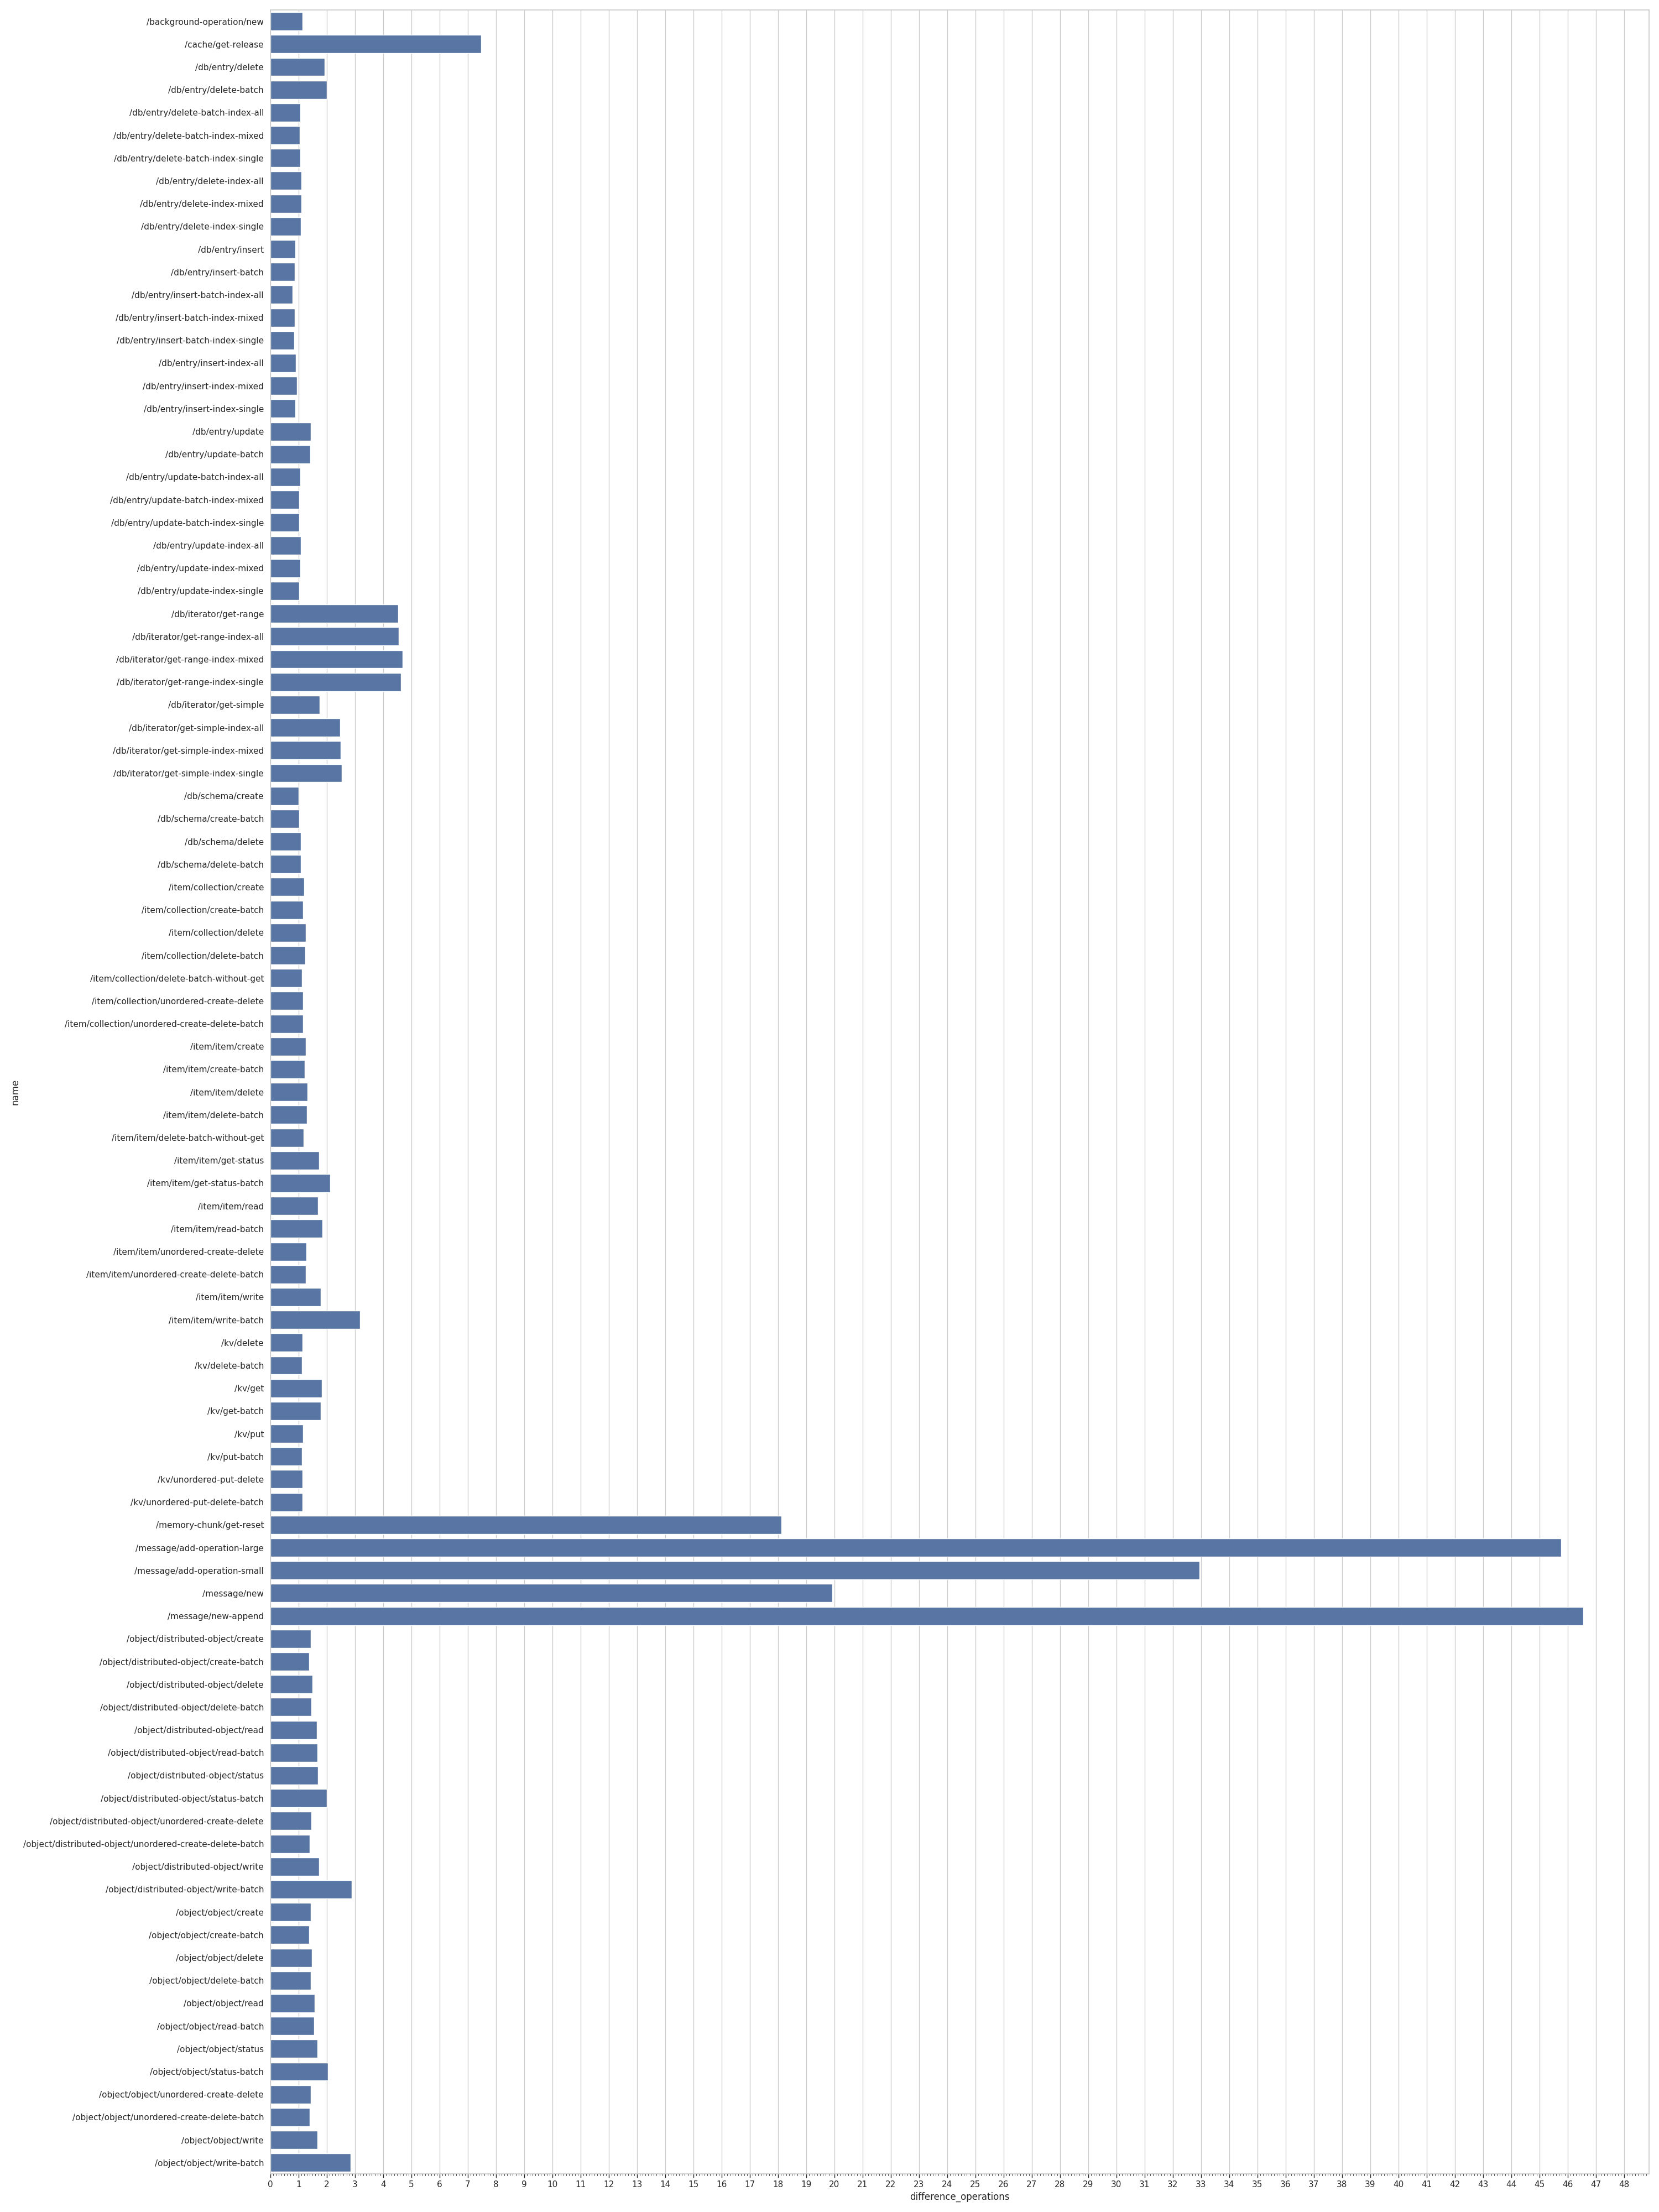 /background-operation/new
/cache/get-release
/db/entry/delete
/db/entry/delete-batch
/db/entry/delete-batch-index-all
/db/entry/delete-batch-index-mixed
/db/entry/delete-batch-index-single
/db/entry/delete-index-all
/db/entry/delete-index-mixed
/db/entry/delete-index-single
/db/entry/insert
/db/entry/insert-batch
/db/entry/insert-batch-index-all
/db/entry/insert-batch-index-mixed
/db/entry/insert-batch-index-single
/db/entry/insert-index-all
/db/entry/insert-index-mixed
/db/entry/insert-index-single
/db/entry/update
/db/entry/update-batch
/db/entry/update-batch-index-all
/db/entry/update-batch-index-mixed
/db/entry/update-batch-index-single
/db/entry/update-index-all
/db/entry/update-index-mixed
/db/entry/update-index-single
/db/iterator/get-range
/db/iterator/get-range-index-all
/db/iterator/get-range-index-mixed
/db/iterator/get-range-index-single
/db/iterator/get-simple
/db/iterator/get-simple-index-all
/db/iterator/get-simple-index-mixed
/db/iterator/get-simple-index-single
/db/schema/create
/db/schema/create-batch
/db/schema/delete
/db/schema/delete-batch
/item/collection/create
/item/collection/create-batch
/item/collection/delete
/item/collection/delete-batch
/item/collection/delete-batch-without-get
/item/collection/unordered-create-delete
/item/collection/unordered-create-delete-batch
/item/item/create
/item/item/create-batch
/item/item/delete
name
/item/item/delete-batch
/item/item/delete-batch-without-get
/item/item/get-status
/item/item/get-status-batch
/item/item/read
/item/item/read-batch
/item/item/unordered-create-delete
/item/item/unordered-create-delete-batch
/item/item/write
/item/item/write-batch
/kv/delete
/kv/delete-batch
/kv/get
/kv/get-batch
/kv/put
/kv/put-batch
/kv/unordered-put-delete
/kv/unordered-put-delete-batch
/memory-chunk/get-reset
/message/add-operation-large
/message/add-operation-small
/message/new
/message/new-append
/object/distributed-object/create
/object/distributed-object/create-batch
/object/distributed-object/delete
/object/distributed-object/delete-batch
/object/distributed-object/read
/object/distributed-object/read-batch
/object/distributed-object/status
/object/distributed-object/status-batch
/object/distributed-object/unordered-create-delete
/object/distributed-object/unordered-create-delete-batch
/object/distributed-object/write
/object/distributed-object/write-batch
/object/object/create
/object/object/create-batch
/object/object/delete
/object/object/delete-batch
/object/object/read
/object/object/read-batch
/object/object/status
/object/object/status-batch
/object/object/unordered-create-delete
/object/object/unordered-create-delete-batch
/object/object/write
/object/object/write-batch
0 1 2 3 4 5 6 7 8 9 10 11 12 13 14 15 16 17 18 19 20 21 22 23 24 25 26 27 28 29 30 31 32 33 34 35 36 37 38 39 40 41 42 43 44 45 46 47 48
difference_operations